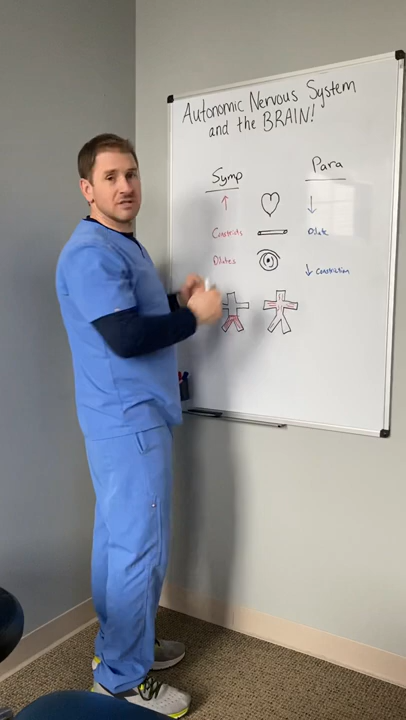 Autonomic Nervous System
and the BRAIN!
Symp
Para
↑
↓
Constricts
Dilate
Dilates
↓ Constriction